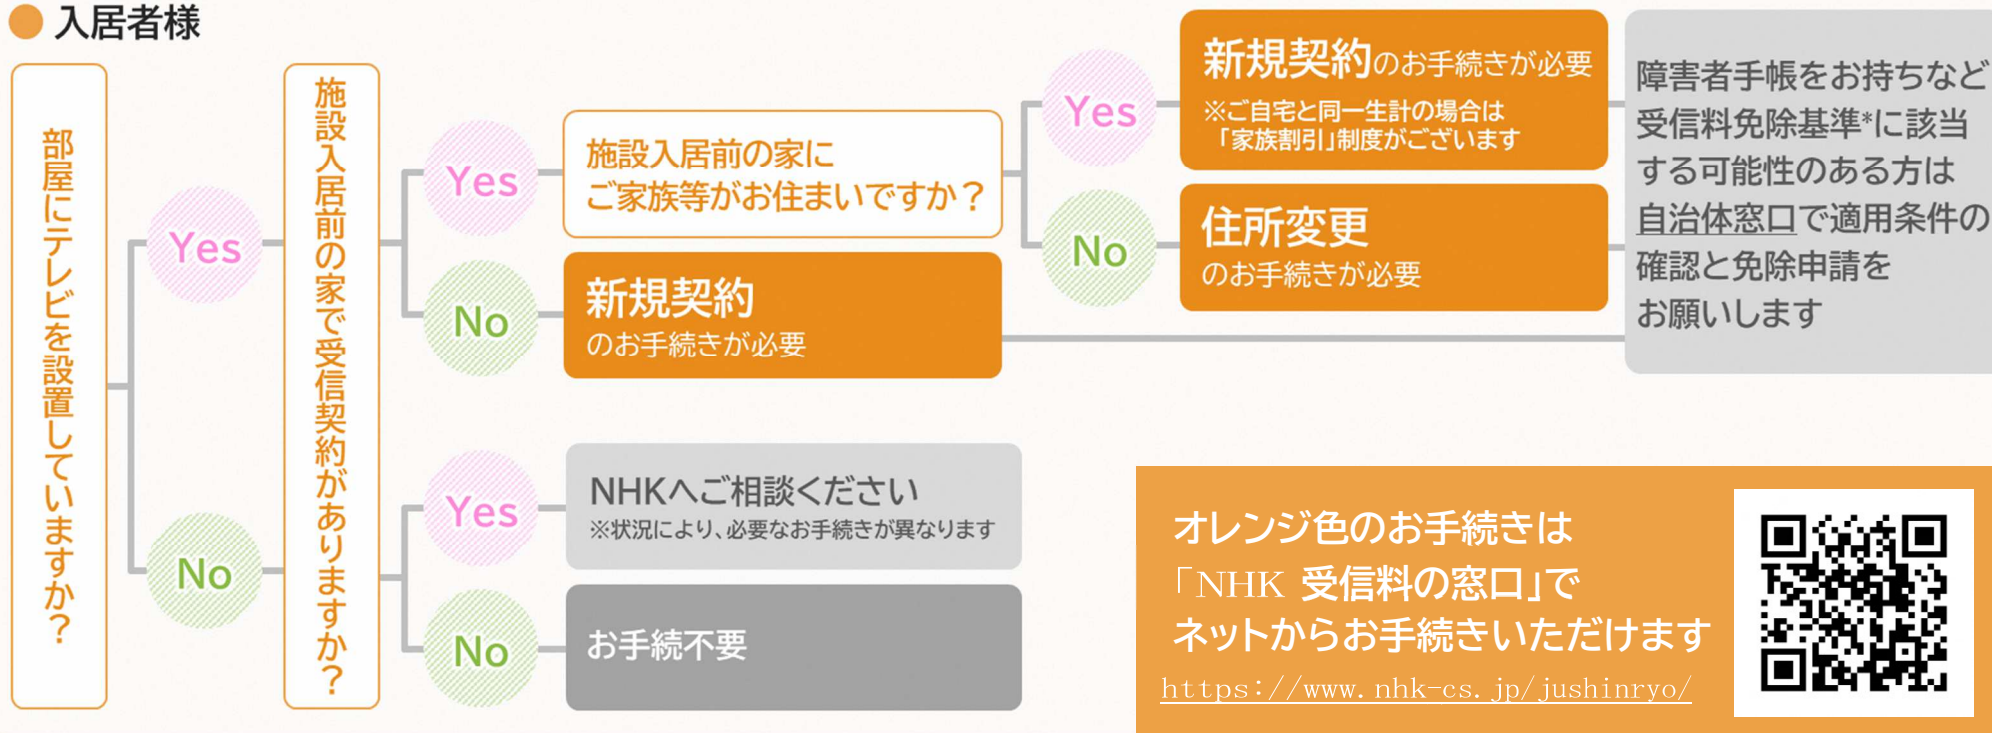 入居者様
部屋にテレビを設置していますか？
Yes
No
施設入居前の家で受信契約がありますか？
Yes
施設入居前の家に
ご家族等がお住まいですか？
Yes
新規契約のお手続きが必要
※ご自宅と同一生計の場合は
「家族割引」制度がございます
No
住所変更
のお手続きが必要
No
新規契約
のお手続きが必要
障害者手帳をお持ちなど
受信料免除基準*に該当
する可能性のある方は
自治体窓口で適用条件の
確認と免除申請を
お願いします
Yes
NHKへご相談ください
※状況により、必要なお手続きが異なります
No
お手続不要
オレンジ色のお手続きは
「NHK 受信料の窓口」で
ネットからお手続きいただけます
https://www.nhk-cs.jp/jushinryo/